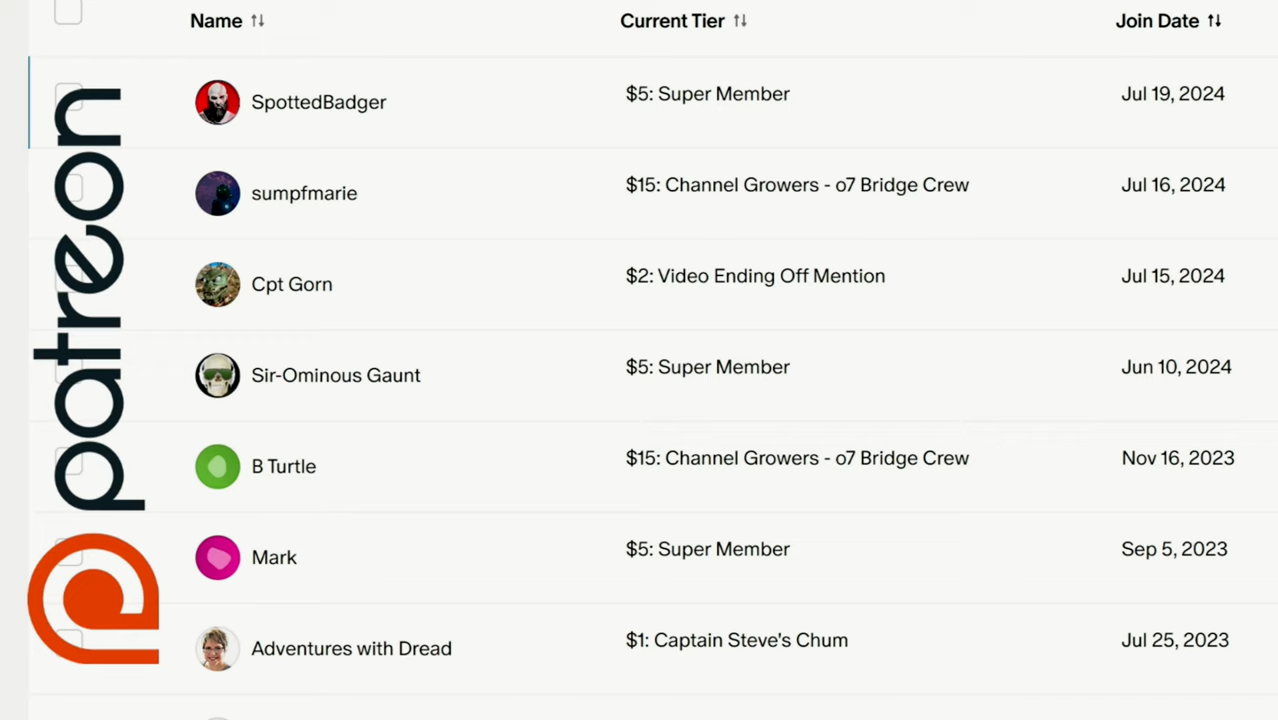 Name Current Tier Join Date
SpottedBadger $5: Super Member Jul 19, 2024
sumpfmarie $15: Channel Growers - o7 Bridge Crew Jul 16, 2024
Cpt Gorn $2: Video Ending Off Mention Jul 15, 2024
Sir-Ominous Gaunt $5: Super Member Jun 10, 2024
B Turtle $15: Channel Growers - o7 Bridge Crew Nov 16, 2023
Mark $5: Super Member Sep 5, 2023
Adventures with Dread $1: Captain Steve's Chum Jul 25, 2023
patreon